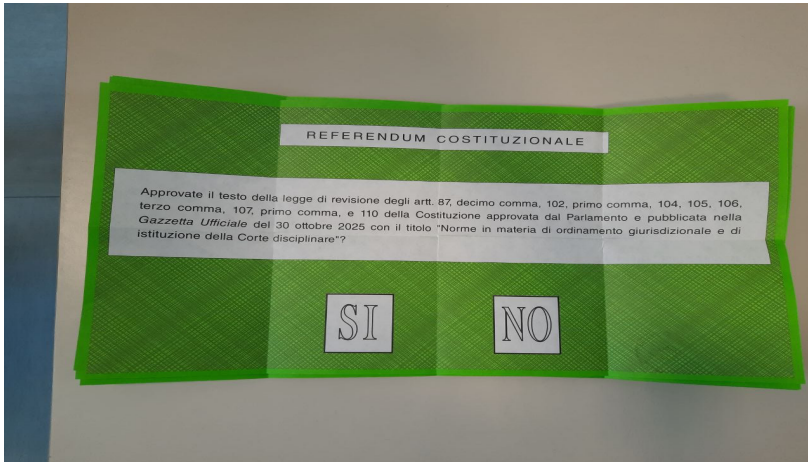 REFERENDUM COSTITUZIONALE
Approvate il testo della legge di revisione degli artt. 87, decimo comma, 102, primo comma, 104, 105, 106,
terzo comma, 107, primo comma, e 110 della Costituzione approvata dal Parlamento e pubblicata nella
Gazzetta Ufficiale del 30 ottobre 2025 con il titolo "Norme in materia di ordinamento giurisdizionale e di
istituzione della Corte disciplinare"?
SI NO